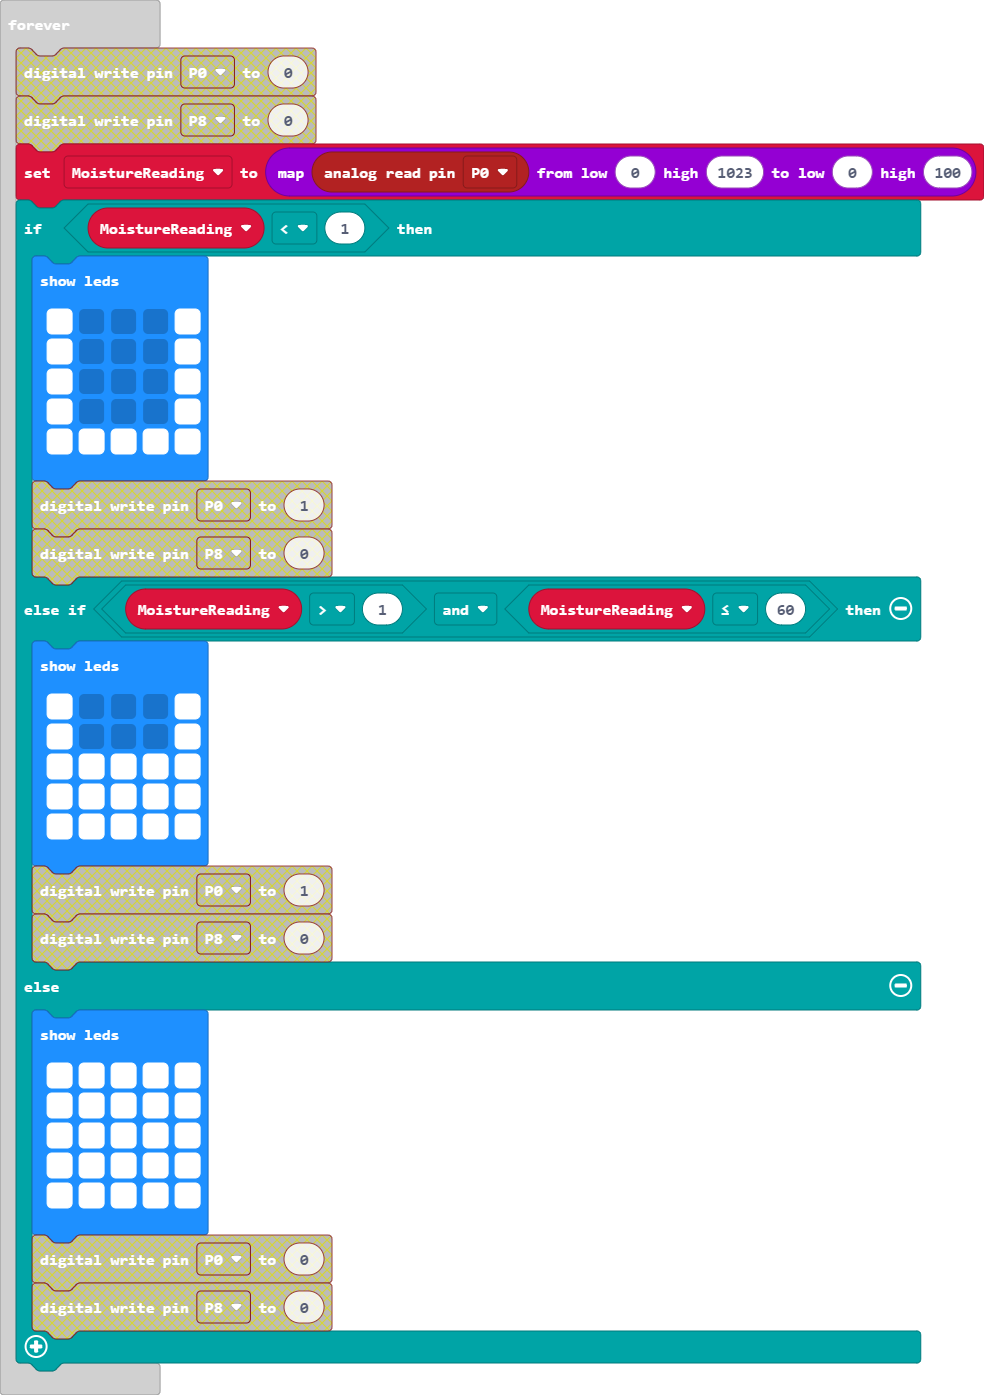 forever
digital write pin P0 to 0
digital write pin P8 to 0
set MoistureReading to map analog read pin P0 from low 0 high 1023 to low 0 high 100
if MoistureReading < 1 then
show leds
digital write pin P0 to 1
digital write pin P8 to 0
else if MoistureReading > 1 and MoistureReading ≤ 60 then
show leds
digital write pin P0 to 1
digital write pin P8 to 0
else
show leds
digital write pin P0 to 0
digital write pin P8 to 0